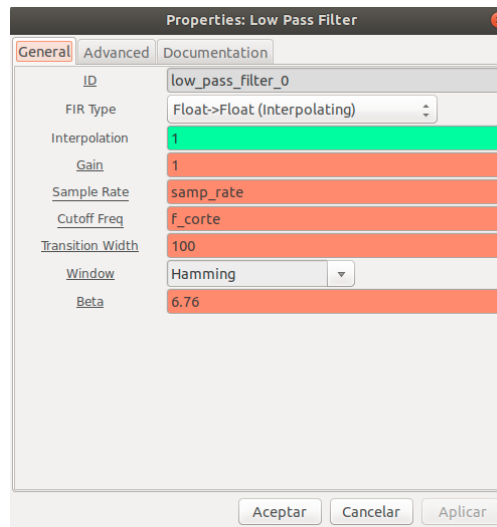 Properties: Low Pass Filter
General Advanced Documentation
ID low_pass_filter_0
FIR Type Float->Float (Interpolating)
Interpolation 1
Gain 1
Sample Rate samp_rate
Cutoff Freq f_corte
Transition Width 100
Window Hamming
Beta 6.76
Aceptar Cancelar Aplicar